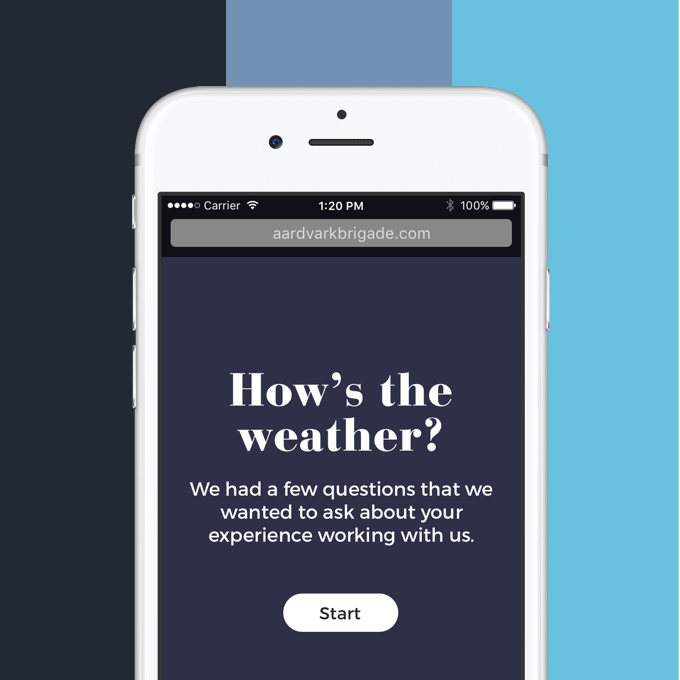 Carrier 1:20 PM 100%
aardvarkbrigade.com
How’s the
weather?
We had a few questions that we
wanted to ask about your
experience working with us.
Start